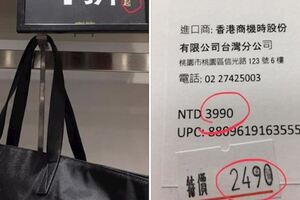 起
進口商: 香港商機時股份
有限公司台灣分公司
桃園市桃園區信光路 123 號 6 樓
電話: 02 27425003
NTD 3990
UPC: 8809619163555
特價 2490